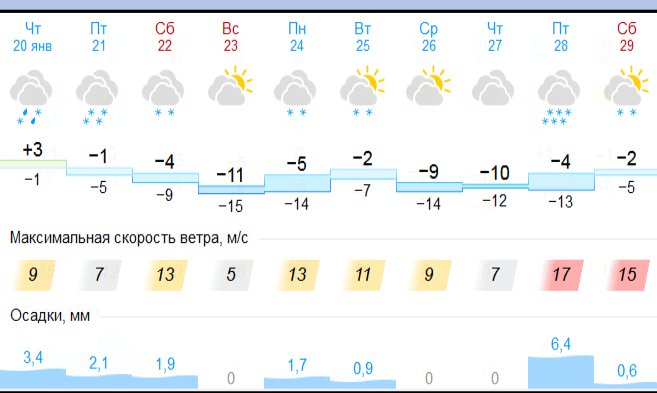 Чт Пт Сб Вс Пн Вт Ср Чт Пт Сб
20 янв 21 22 23 24 25 26 27 28 29
+3 −1 −4 −11 −5 −2 −9 −10 −4 −2
−1 −5 −9 −15 −14 −7 −14 −12 −13 −5
Максимальная скорость ветра, м/с
9 7 13 5 13 11 9 7 17 15
Осадки, мм
3,4 2,1 1,9 0 1,7 0,9 0 0 6,4 0,6